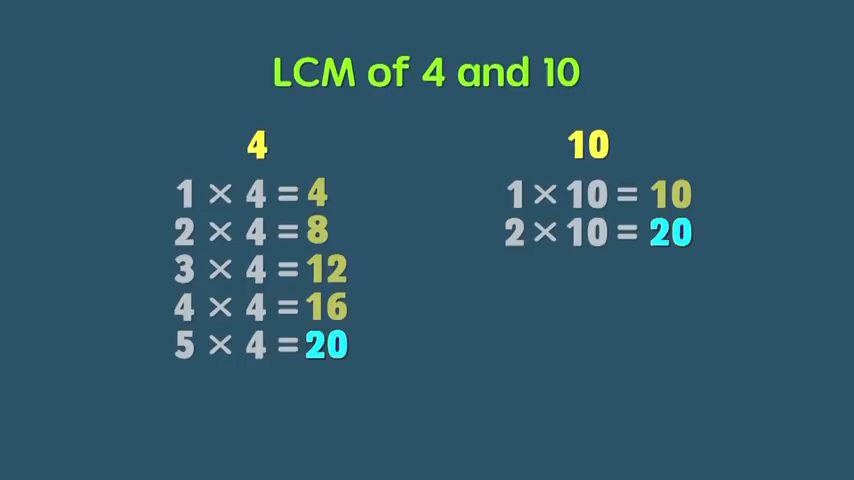 LCM of 4 and 10
4
1 × 4 = 4
2 × 4 = 8
3 × 4 = 12
4 × 4 = 16
5 × 4 = 20
10
1 × 10 = 10
2 × 10 = 20